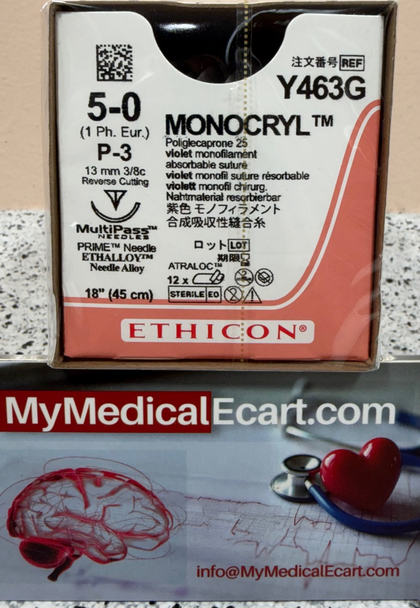 注文番号 REF
Y463G
5-0
(1 Ph. Eur.)
P-3
13 mm 3/8c
Reverse Cutting
MultiPass™
NEEDLES
PRIME™ Needle
ETHALLOY™
Needle Alloy
18" (45 cm)
MONOCRYL™
Poliglecaprone 25
violet monofilament
absorbable suture
violet monofil suture résorbable
violett monofil chirurg.
Nahtmaterial resorbierbar
紫色 モノフィラメント
合成吸収性縫合糸
ロット LOT
期限
ATRALOC™
12 x
STERILE EO
ETHICON®
MyMedicalEcart.com
info@MyMedicalEcart.com